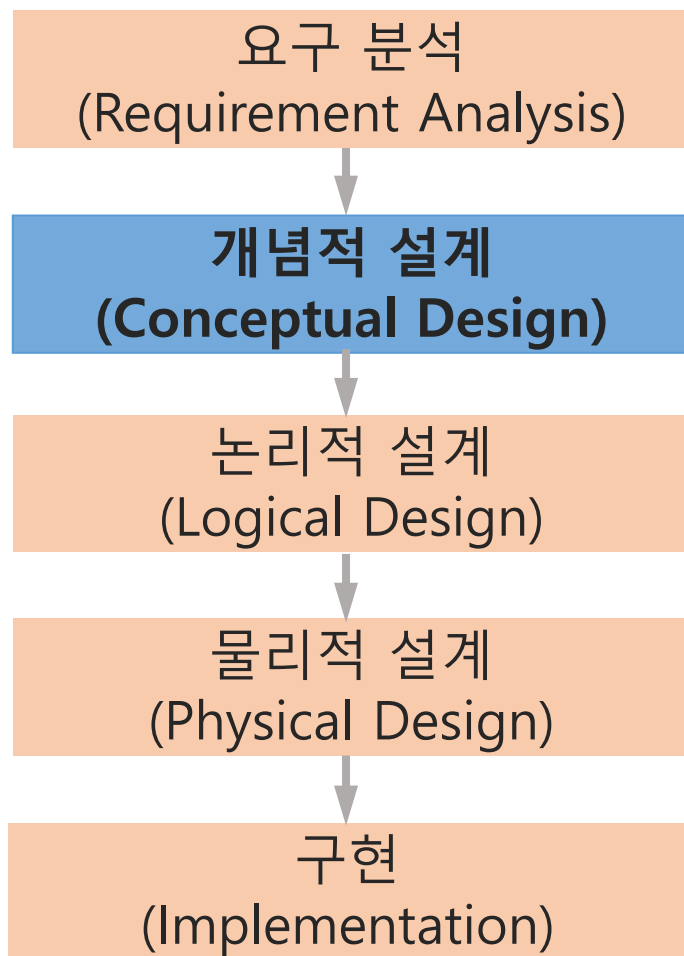 요구 분석
(Requirement Analysis)
개념적 설계
(Conceptual Design)
논리적 설계
(Logical Design)
물리적 설계
(Physical Design)
구현
(Implementation)